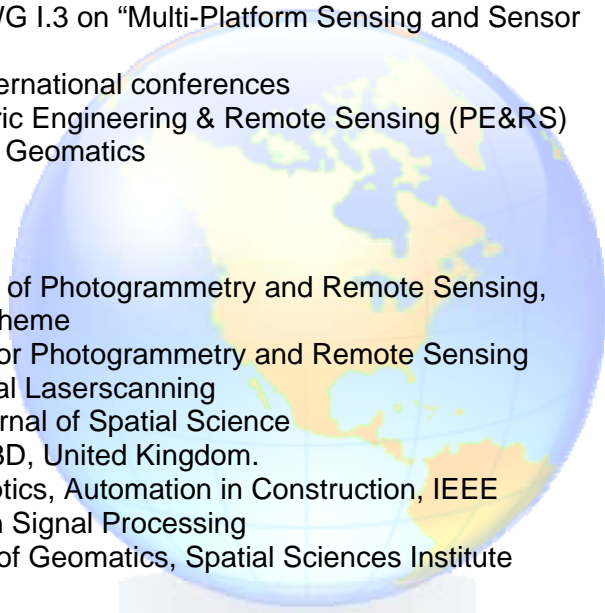 WG I.3 on “Multi-Platform Sensing and Sensor
ernational conferences
ric Engineering & Remote Sensing (PE&RS)
Geomatics
of Photogrammetry and Remote Sensing,
heme
or Photogrammetry and Remote Sensing
al Laserscanning
rnal of Spatial Science
3D, United Kingdom.
otics, Automation in Construction, IEEE
n Signal Processing
of Geomatics, Spatial Sciences Institute